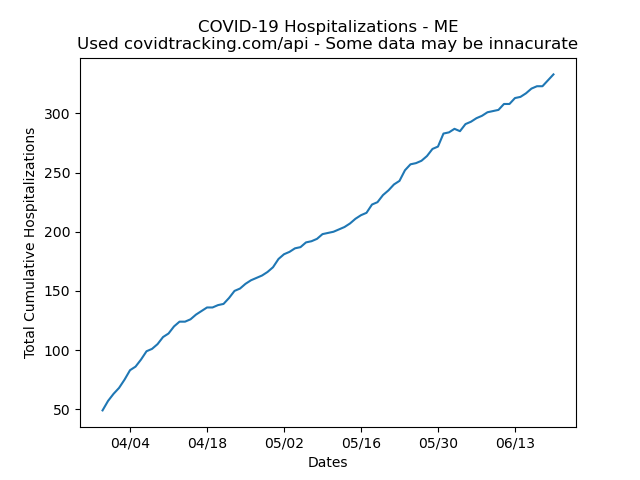 COVID-19 Hospitalizations - ME
Used covidtracking.com/api - Some data may be innacurate
300
250
200
150
100
50
Total Cumulative Hospitalizations
04/04 04/18 05/02 05/16 05/30 06/13
Dates